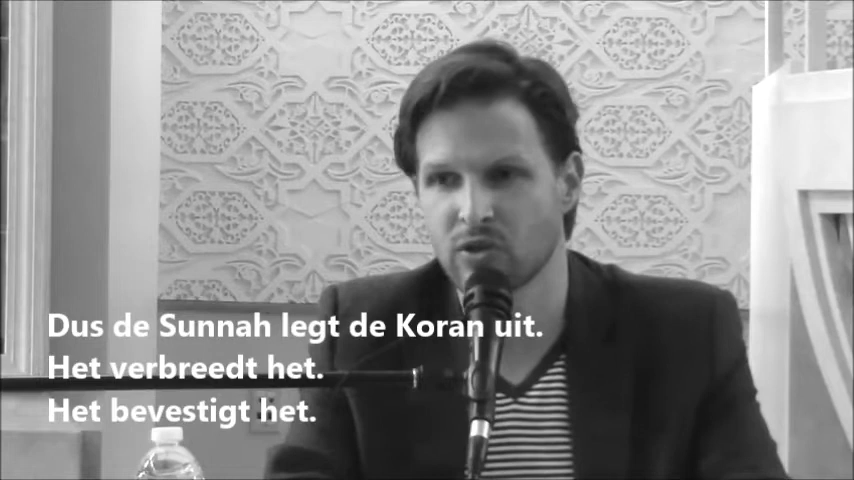 Dus de Sunnah legt de Koran uit.
Het verbreedt het.
Het bevestigt het.